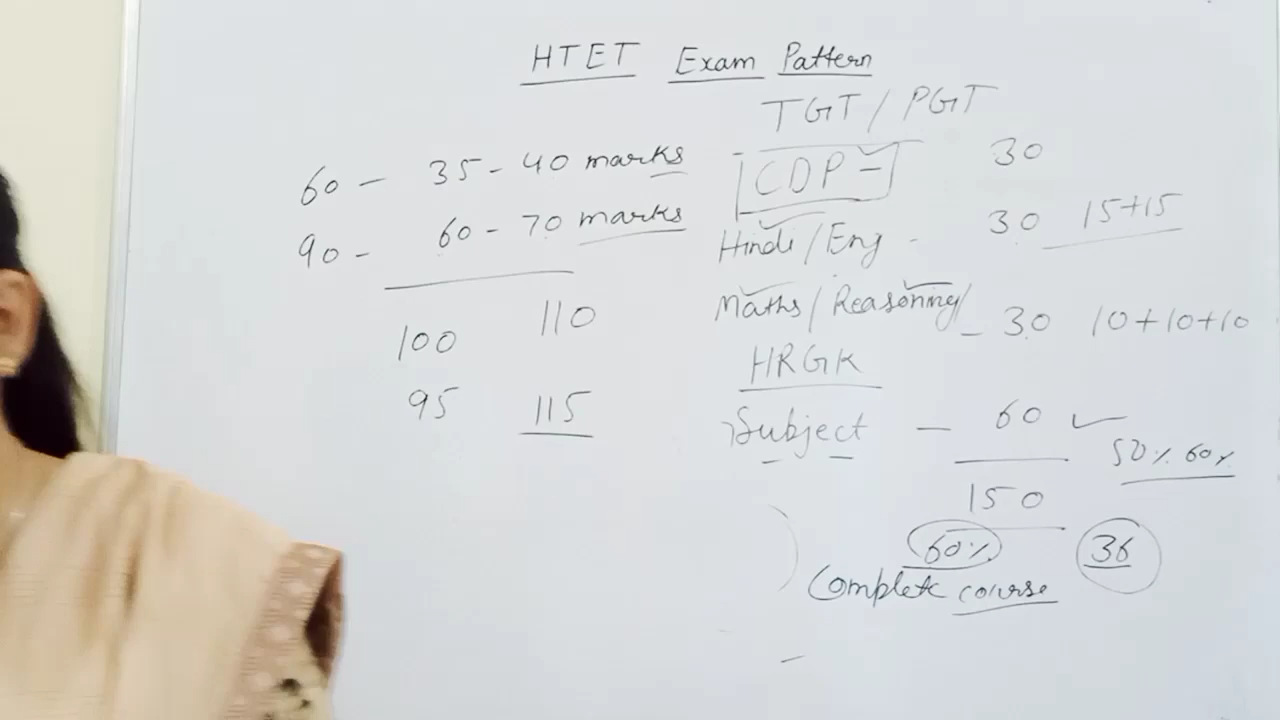 HTET Exam Pattern
TGT / PGT
60 - 35 - 40 marks
90 - 60 - 70 marks
100 110
95 115
CDP - 30
Hindi / Eng - 30 15+15
Maths / Reasoning / - 30 10+10+10
HRGK
Subject - 60 ✓
50% 60%
150
60% 36
Complete course